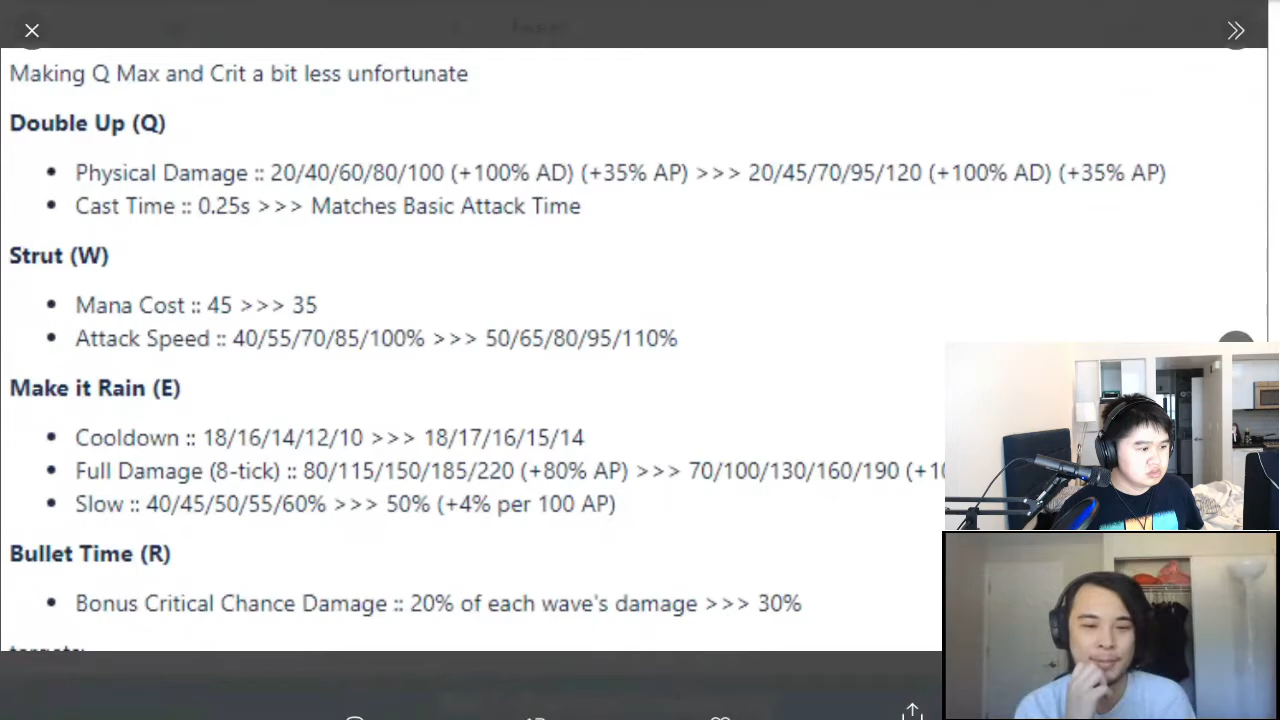 Making Q Max and Crit a bit less unfortunate
Double Up (Q)
Physical Damage :: 20/40/60/80/100 (+100% AD) (+35% AP) >>> 20/45/70/95/120 (+100% AD) (+35% AP)
Cast Time :: 0.25s >>> Matches Basic Attack Time
Strut (W)
Mana Cost :: 45 >>> 35
Attack Speed :: 40/55/70/85/100% >>> 50/65/80/95/110%
Make it Rain (E)
Cooldown :: 18/16/14/12/10 >>> 18/17/16/15/14
Full Damage (8-tick) :: 80/115/150/185/220 (+80% AP) >>> 70/100/130/160/190 (+10
Slow :: 40/45/50/55/60% >>> 50% (+4% per 100 AP)
Bullet Time (R)
Bonus Critical Chance Damage :: 20% of each wave's damage >>> 30%